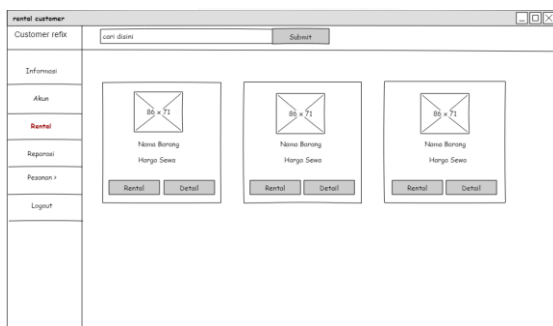 rental customer
Customer refix
cari disini
Submit
Informasi
Akun
Rental
Reparasi
Pesanan >
Logout
86 x 71
Nama Barang
Harga Sewa
Rental
Detail
86 x 71
Nama Barang
Harga Sewa
Rental
Detail
86 x 71
Nama Barang
Harga Sewa
Rental
Detail